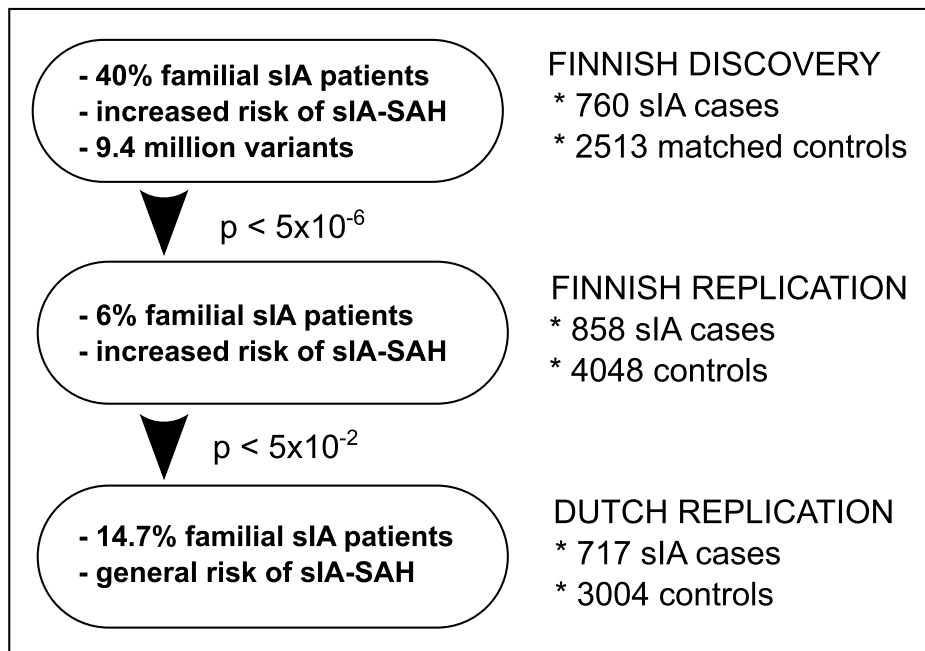 - 40% familial sIA patients
- increased risk of sIA-SAH
- 9.4 million variants
FINNISH DISCOVERY
* 760 sIA cases
* 2513 matched controls
p < 5x10⁻⁶
- 6% familial sIA patients
- increased risk of sIA-SAH
FINNISH REPLICATION
* 858 sIA cases
* 4048 controls
p < 5x10⁻²
- 14.7% familial sIA patients
- general risk of sIA-SAH
DUTCH REPLICATION
* 717 sIA cases
* 3004 controls